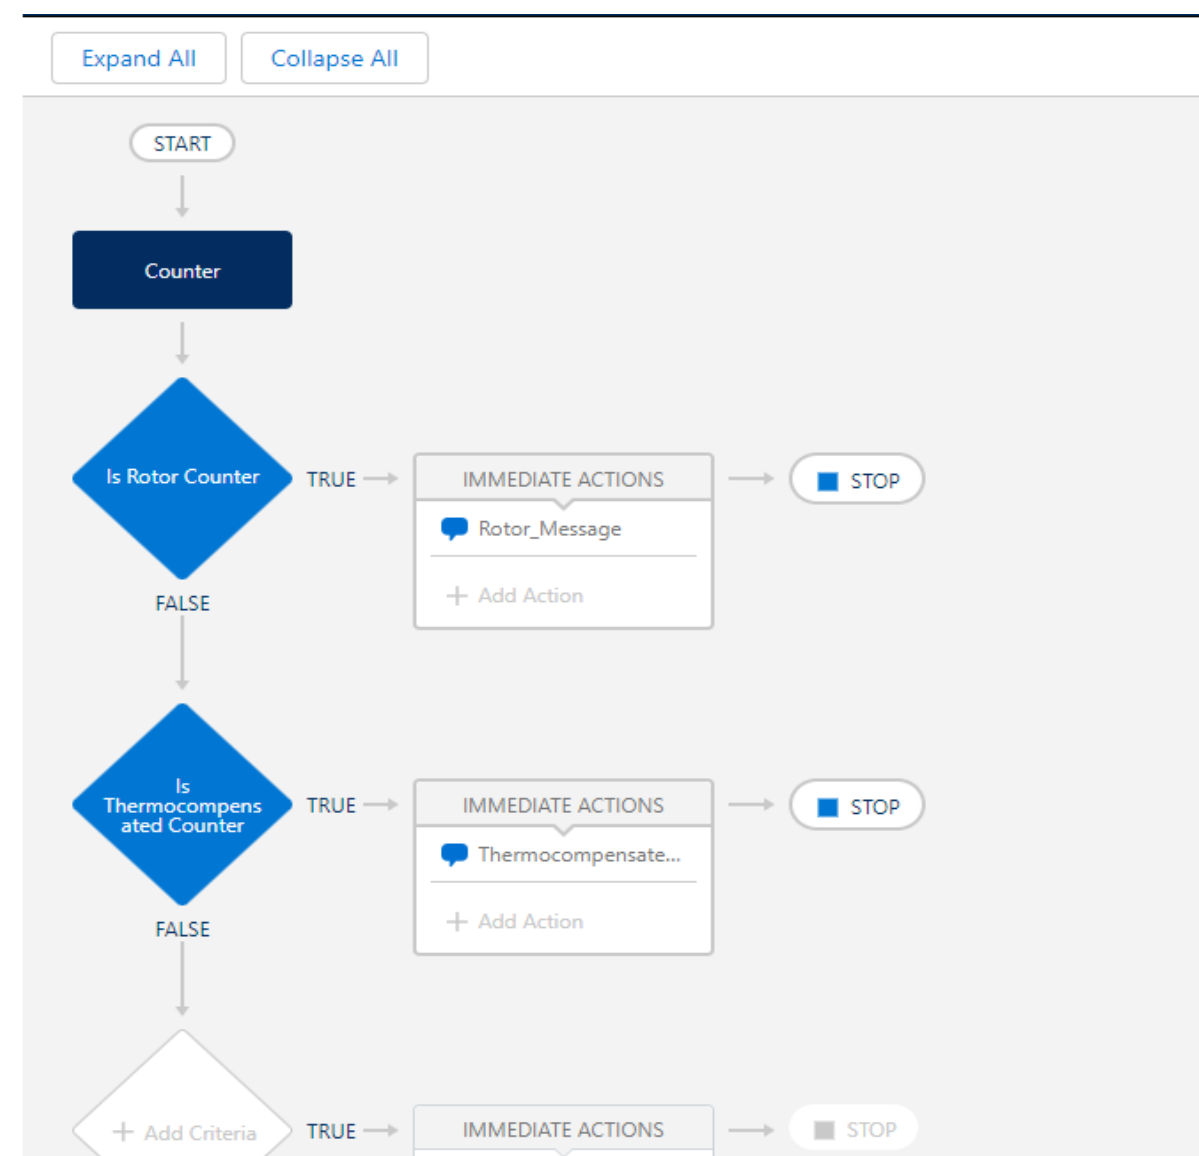 Expand All
Collapse All
START
Counter
Is Rotor Counter
TRUE
IMMEDIATE ACTIONS
STOP
Rotor_Message
+ Add Action
FALSE
Is
Thermocompens
ated Counter
TRUE
IMMEDIATE ACTIONS
STOP
Thermocompensate...
+ Add Action
FALSE
+ Add Criteria
TRUE
IMMEDIATE ACTIONS
STOP